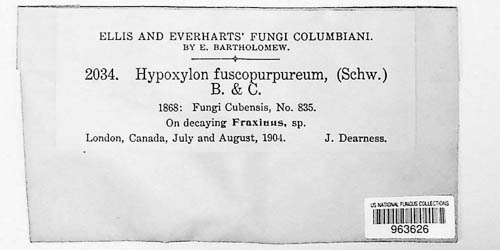 ELLIS AND EVERHARTS' FUNGI COLUMBIANI.
BY E. BARTHOLOMEW.
2034. Hypoxylon fuscopurpureum, (Schw.)
B. & C.
1868: Fungi Cubensis, No. 835.
On decaying Fraxinus, sp.
London, Canada, July and August, 1904. J. Dearness.
US NATIONAL FUNGUS COLLECTIONS
963626